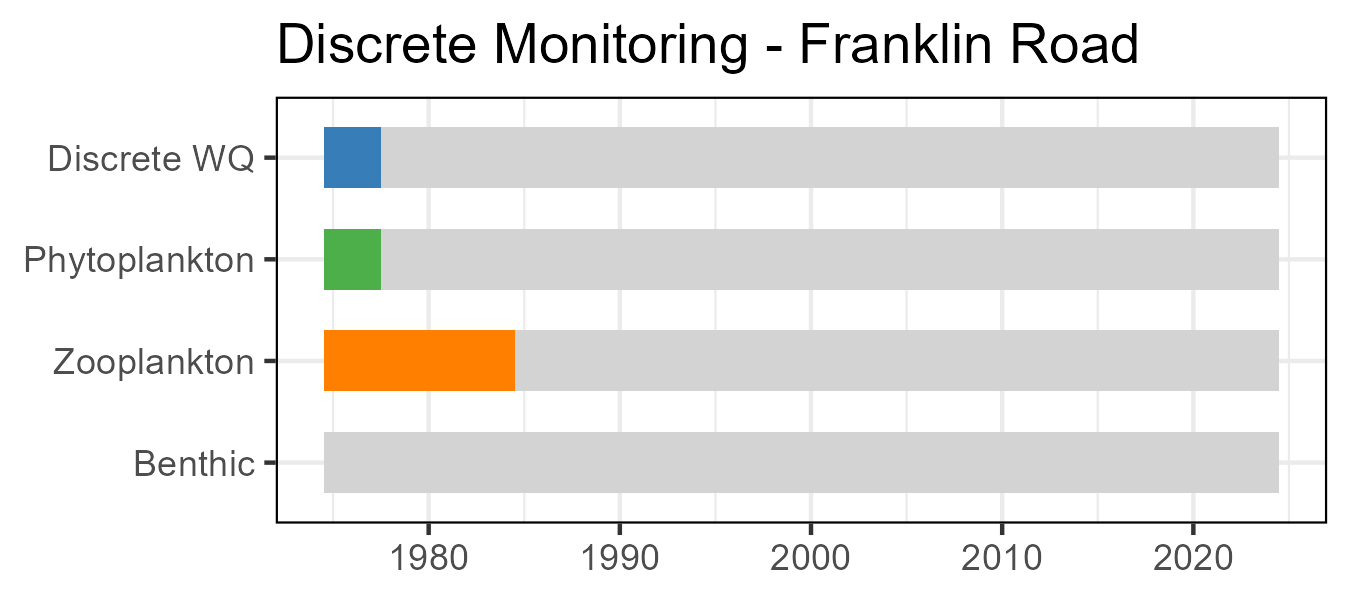 Discrete Monitoring - Franklin Road
Discrete WQ
Phytoplankton
Zooplankton
Benthic
1980 1990 2000 2010 2020